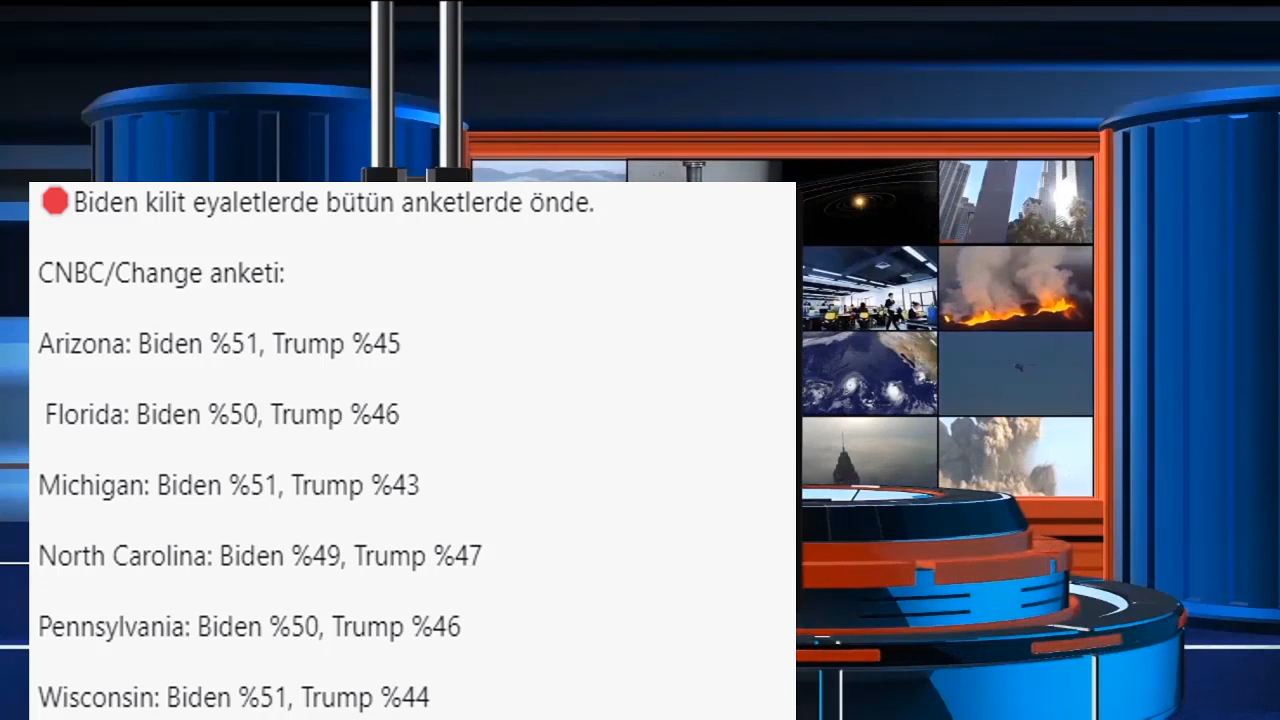 Biden kilit eyaletlerde bütün anketlerde önde.
CNBC/Change anketi:
Arizona: Biden %51, Trump %45
Florida: Biden %50, Trump %46
Michigan: Biden %51, Trump %43
North Carolina: Biden %49, Trump %47
Pennsylvania: Biden %50, Trump %46
Wisconsin: Biden %51, Trump %44